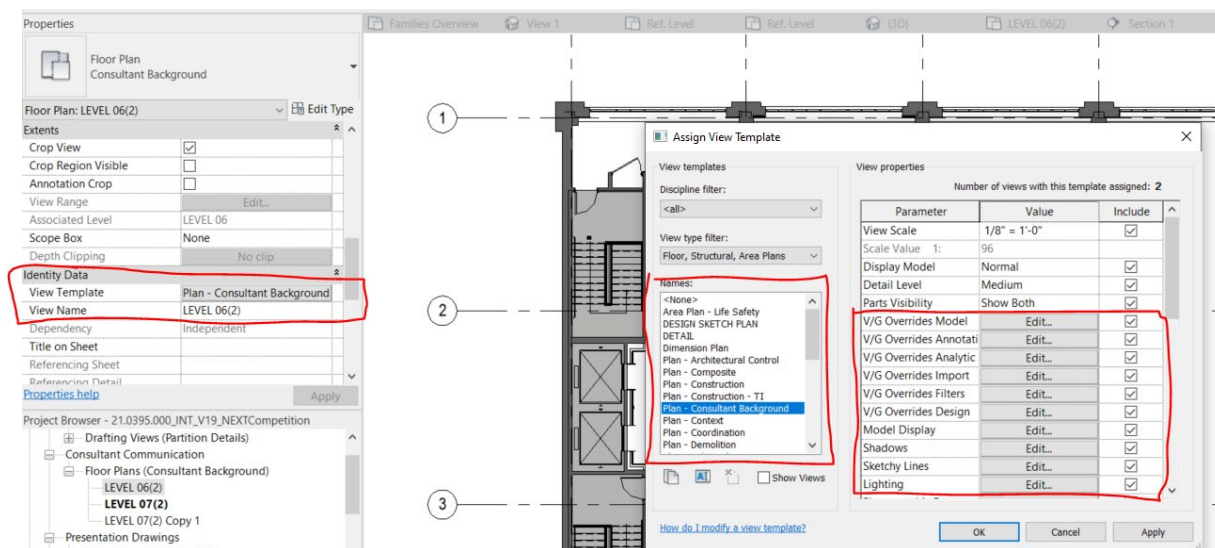 Properties
Families Overview
View 1
Ref. Level
Ref. Level
{3D}
LEVEL 06(2)
Section 1
Floor Plan
Consultant Background
Floor Plan: LEVEL 06(2)
Edit Type
Extents
Crop View
Crop Region Visible
Annotation Crop
View Range Edit...
Associated Level LEVEL 06
Scope Box None
Depth Clipping No clip
Identity Data
View Template Plan - Consultant Background
View Name LEVEL 06(2)
Dependency Independent
Title on Sheet
Referencing Sheet
Referencing Detail
Properties help
Apply
Project Browser - 21.0395.000_INT_V19_NEXTCompetition
Drafting Views (Partition Details)
Consultant Communication
Floor Plans (Consultant Background)
LEVEL 06(2)
LEVEL 07(2)
LEVEL 07(2) Copy 1
Presentation Drawings
1
2
3
Assign View Template
View templates
Discipline filter:
<all>
View type filter:
Floor, Structural, Area Plans
Names:
<None>
Area Plan - Life Safety
DESIGN SKETCH PLAN
DETAIL
Dimension Plan
Plan - Architectural Control
Plan - Composite
Plan - Construction
Plan - Construction - TI
Plan - Consultant Background
Plan - Context
Plan - Coordination
Plan - Demolition
Show Views
How do I modify a view template?
View properties
Number of views with this template assigned: 2
Parameter Value Include
View Scale 1/8" = 1'-0"
Scale Value 1: 96
Display Model Normal
Detail Level Medium
Parts Visibility Show Both
V/G Overrides Model Edit...
V/G Overrides Annotati Edit...
V/G Overrides Analytic Edit...
V/G Overrides Import Edit...
V/G Overrides Filters Edit...
V/G Overrides Design Edit...
Model Display Edit...
Shadows Edit...
Sketchy Lines Edit...
Lighting Edit...
OK
Cancel
Apply